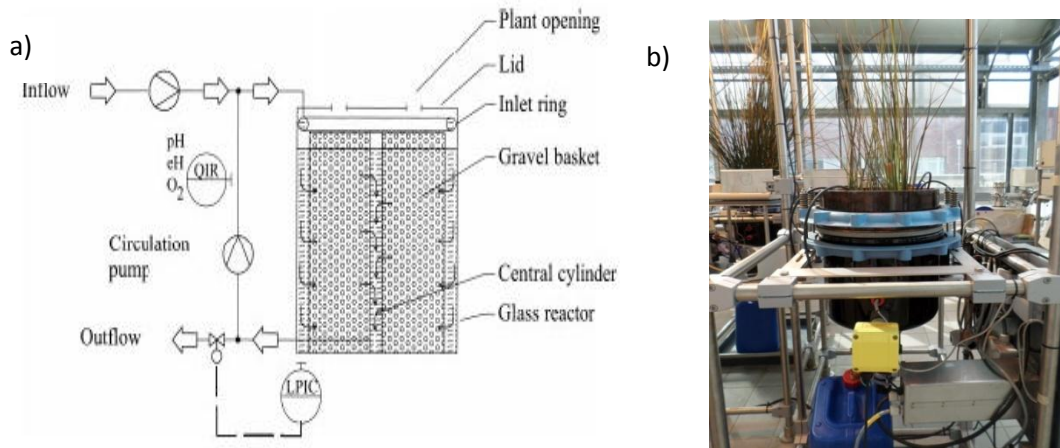 a)
Plant opening
Lid
Inflow
Inlet ring
pH
eH
O2
QIR
Gravel basket
Circulation
pump
Central cylinder
Glass reactor
Outflow
LPIC
b)